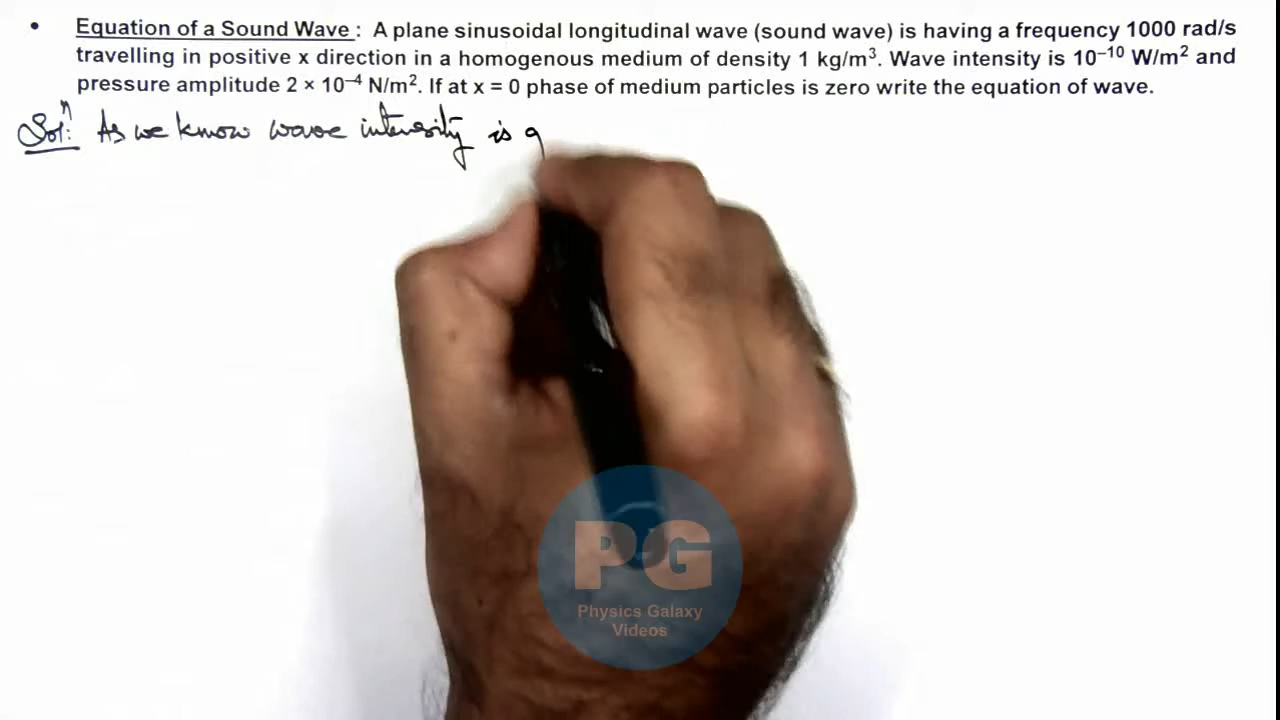 • Equation of a Sound Wave : A plane sinusoidal longitudinal wave (sound wave) is having a frequency 1000 rad/s
travelling in positive x direction in a homogenous medium of density 1 kg/m³. Wave intensity is 10⁻¹⁰ W/m² and
pressure amplitude 2 × 10⁻⁴ N/m². If at x = 0 phase of medium particles is zero write the equation of wave.
Solⁿ: As we know wave intensity is g
PG
Physics Galaxy
Videos